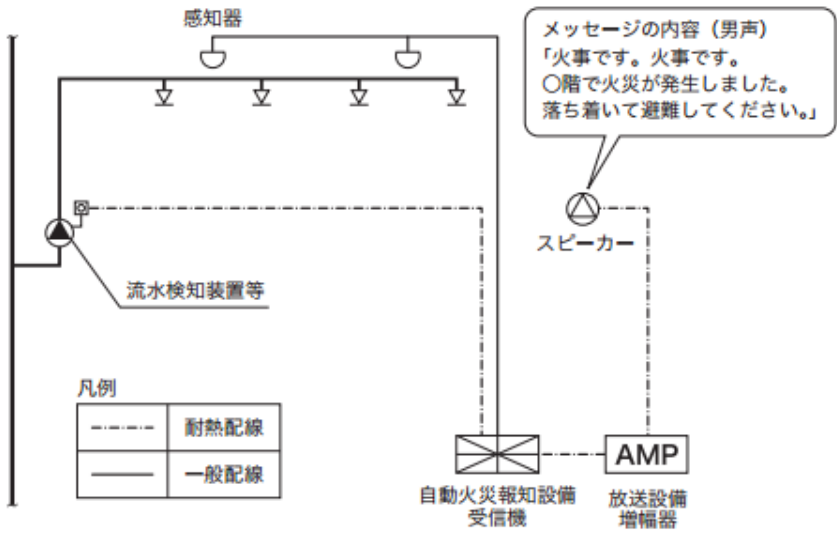 感知器
メッセージの内容（男声）
「火事です。火事です。
〇階で火災が発生しました。
落ち着いて避難してください。」
スピーカー
流水検知装置等
凡例
耐熱配線
一般配線
AMP
自動火災報知設備
受信機
放送設備
増幅器